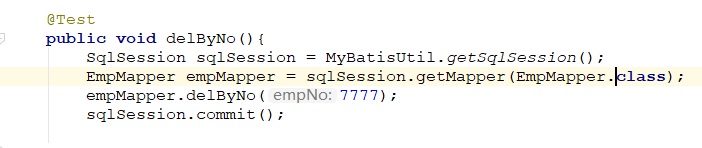 @Test
public void delByNo(){
SqlSession sqlSession = MyBatisUtil.getSqlSession();
EmpMapper empMapper = sqlSession.getMapper(EmpMapper.class);
empMapper.delByNo( empNo: 7777);
sqlSession.commit();